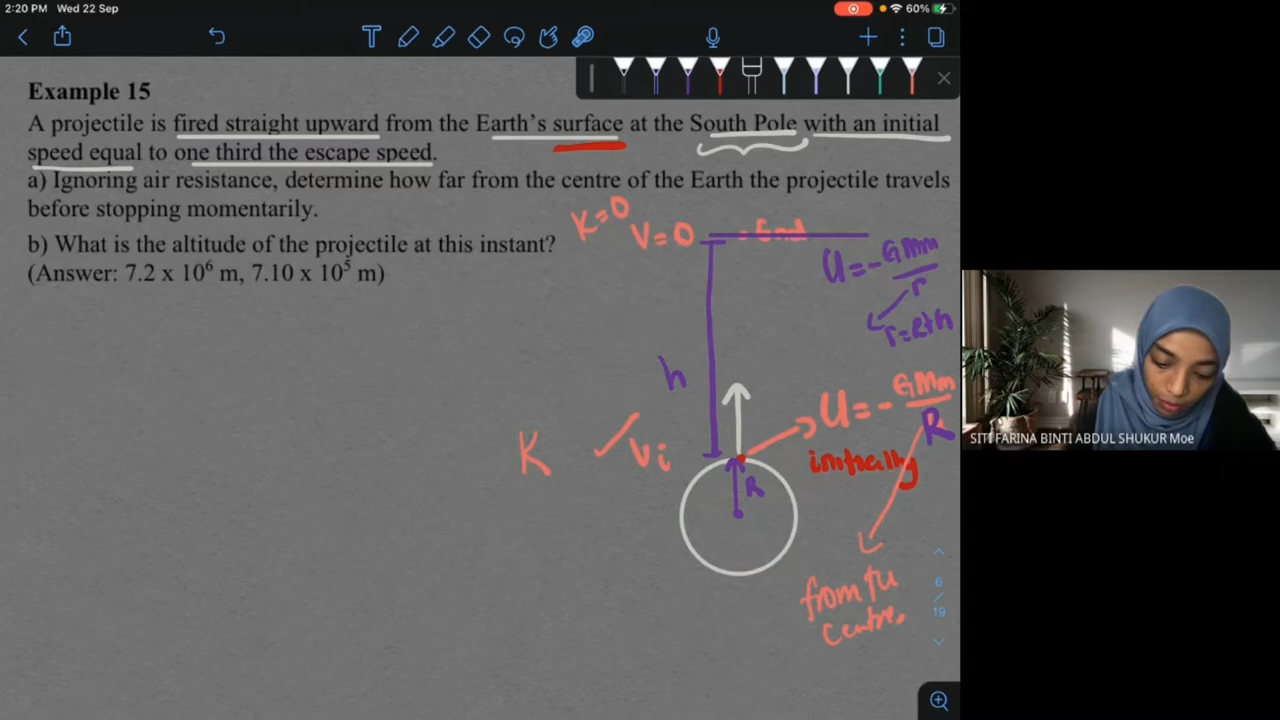 2:20 PM Wed 22 Sep
60%
Example 15
A projectile is fired straight upward from the Earth's surface at the South Pole with an initial
speed equal to one third the escape speed.
a) Ignoring air resistance, determine how far from the centre of the Earth the projectile travels
before stopping momentarily.
b) What is the altitude of the projectile at this instant?
(Answer: 7.2 x 10⁶ m, 7.10 x 10⁵ m)
K=0
V=0 : End
U=-GMm/r
r=R+h
h
U=-GMm/R
initially
K
Vi
R
from the
centre.
6
/
19
SITI FARINA BINTI ABDUL SHUKUR Moe